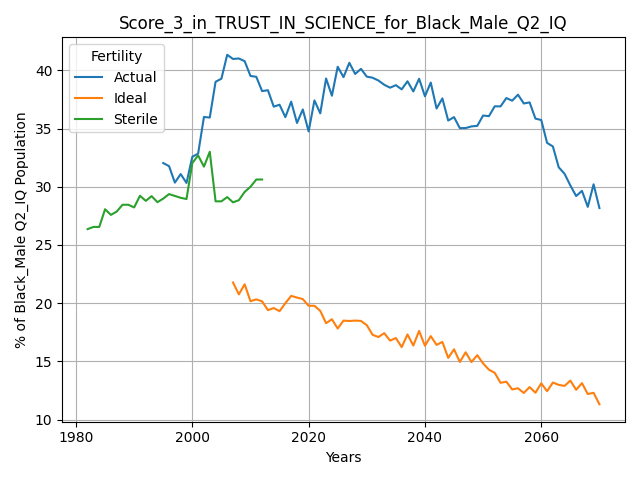 Score_3_in_TRUST_IN_SCIENCE_for_Black_Male_Q2_IQ
Fertility
Actual
Ideal
Sterile
% of Black_Male Q2_IQ Population
40
35
30
25
20
15
10
1980
2000
2020
2040
2060
Years